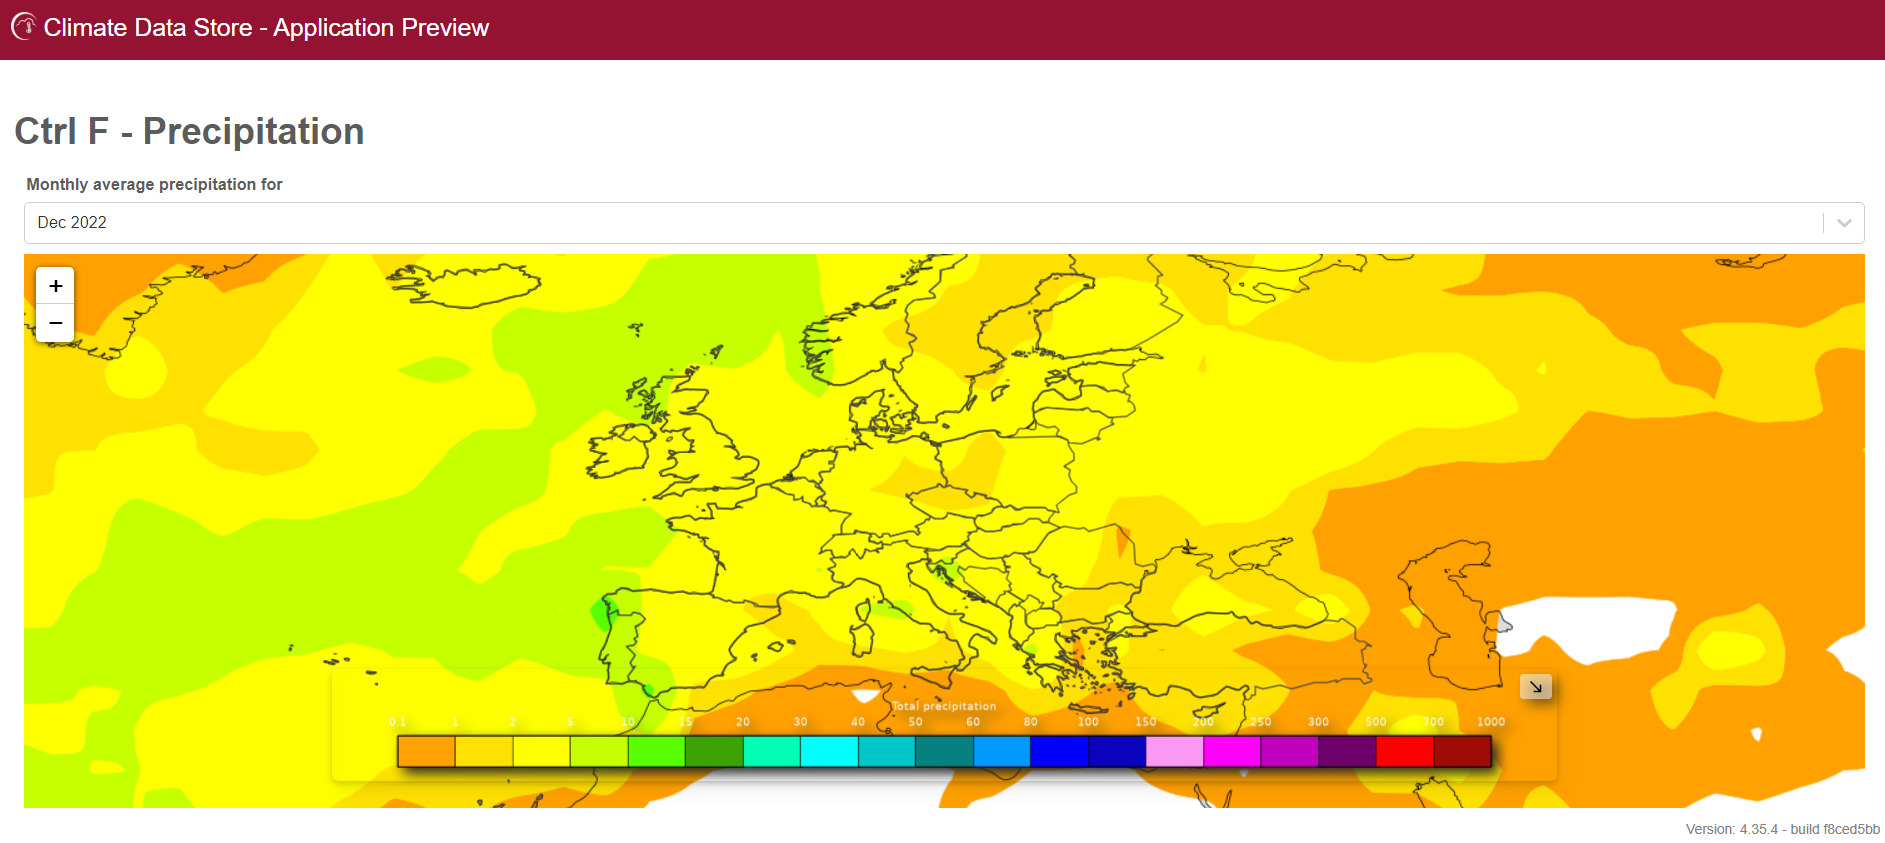 Climate Data Store - Application Preview
Ctrl F - Precipitation
Monthly average precipitation for
Dec 2022
+
−
Total precipitation
0.1 1 2 5 10 15 20 30 40 50 60 80 100 150 200 250 300 500 700 1000
Version: 4.35.4 - build f8ced5bb